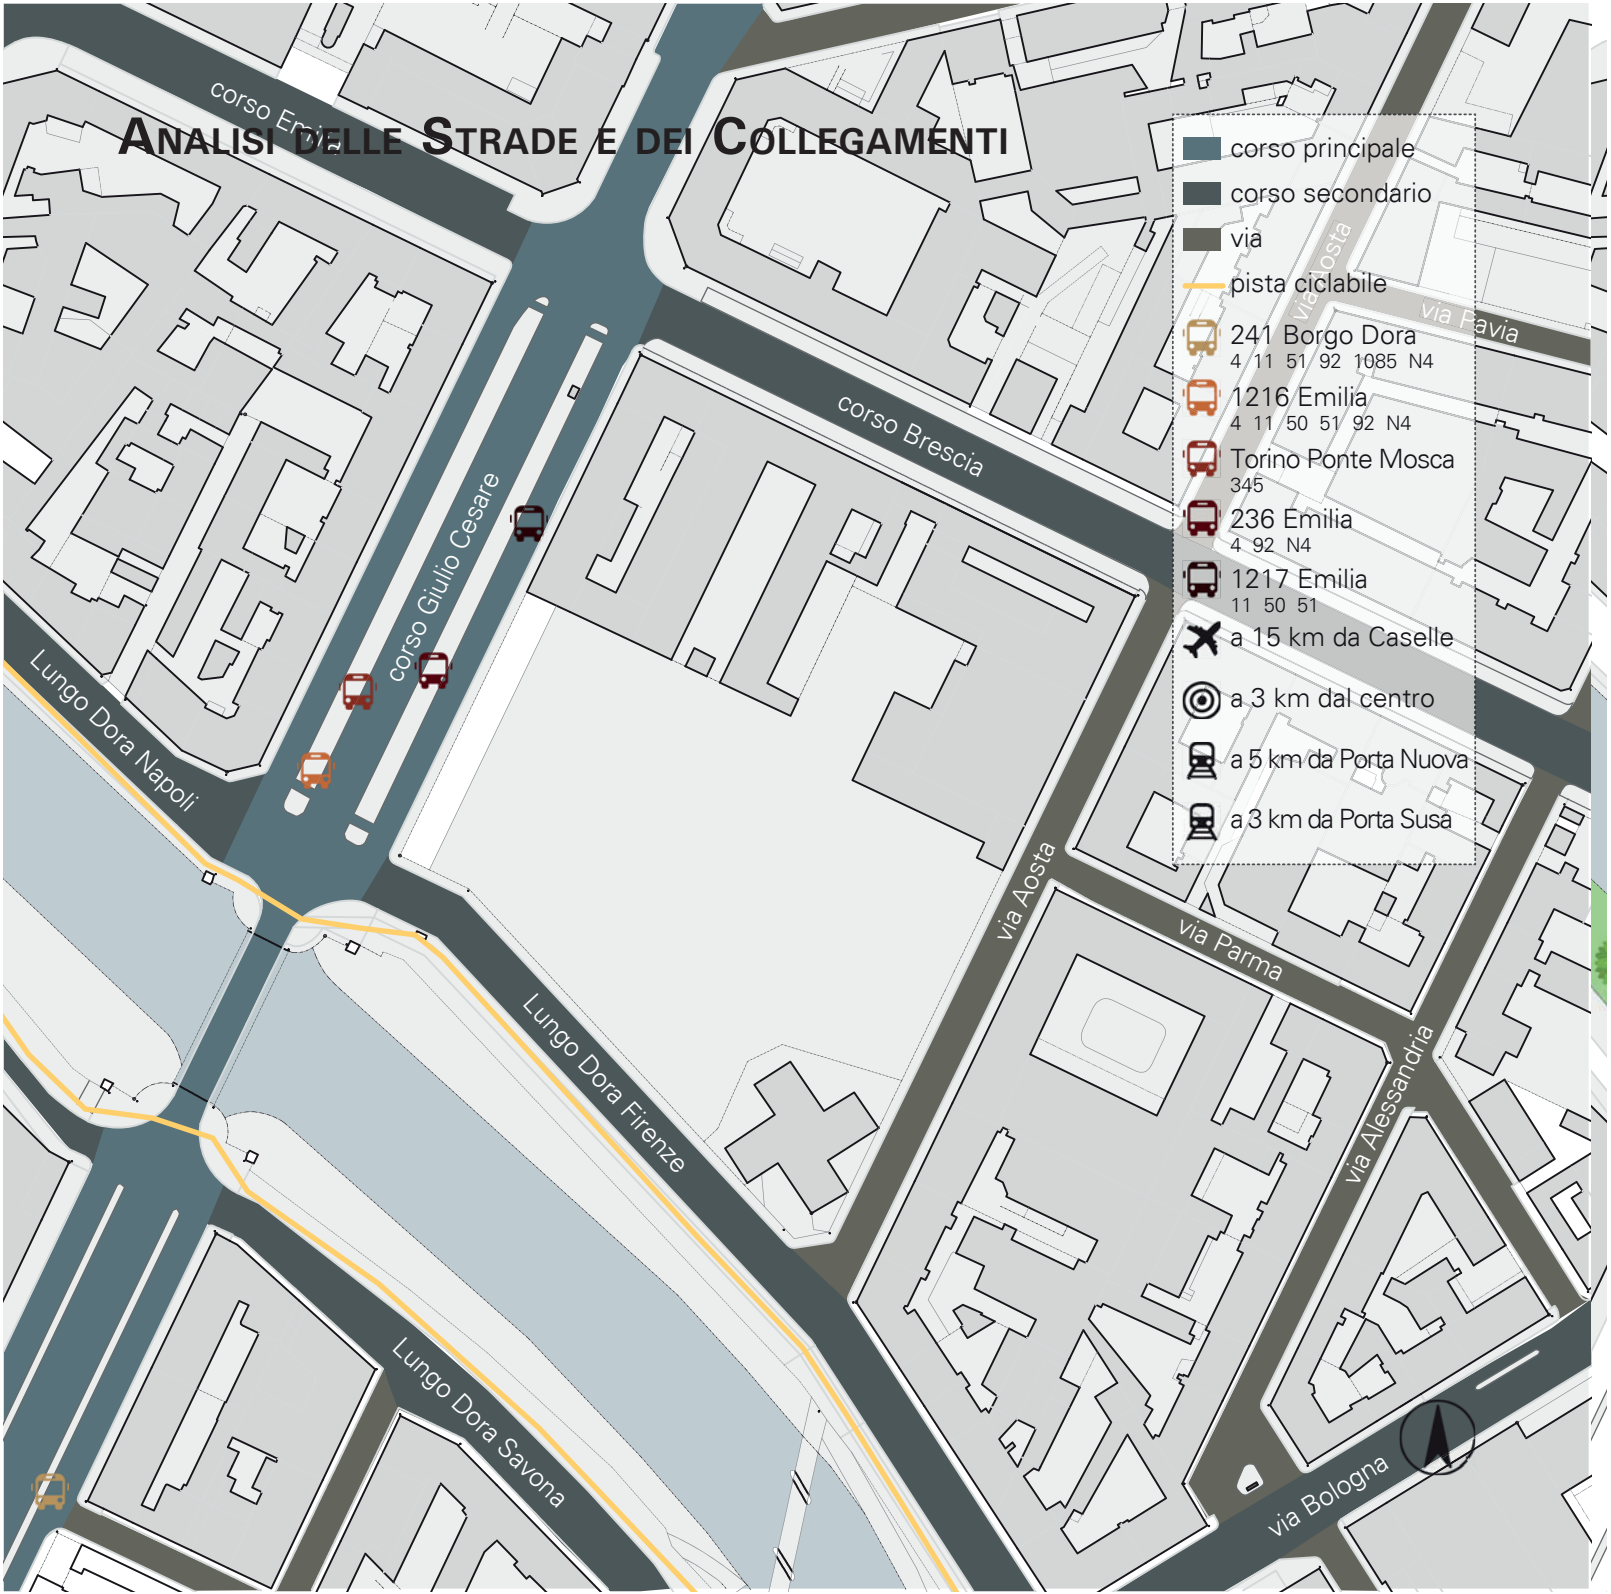 ANALISI DELLE STRADE E DEI COLLEGAMENTI
corso Emilia
corso principale
corso secondario
via
pista ciclabile
241 Borgo Dora
4 11 51 92 1085 N4
1216 Emilia
4 11 50 51 92 N4
Torino Ponte Mosca
345
236 Emilia
4 92 N4
1217 Emilia
11 50 51
a 15 km da Caselle
a 3 km dal centro
a 5 km da Porta Nuova
a 3 km da Porta Susa
via Aosta
via Pavia
corso Brescia
corso Giulio Cesare
Lungo Dora Napoli
via Aosta
via Parma
Lungo Dora Firenze
via Alessandria
Lungo Dora Savona
via Bologna